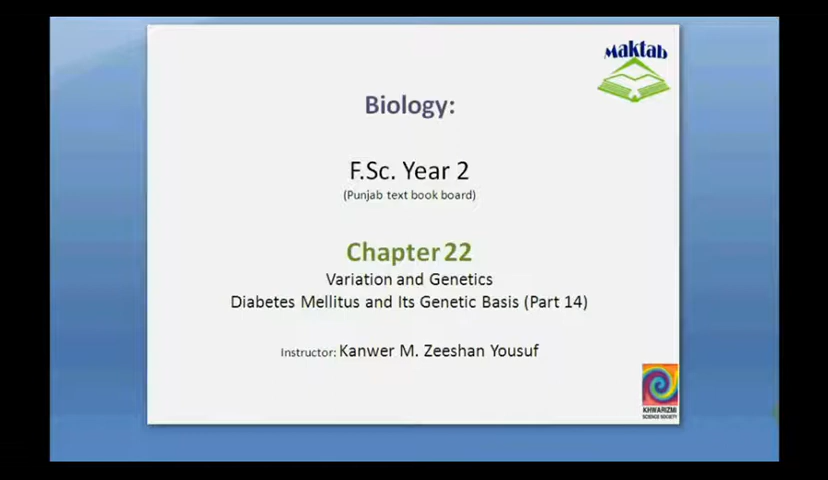 Maktab
Biology:
F.Sc. Year 2
(Punjab text book board)
Chapter 22
Variation and Genetics
Diabetes Mellitus and Its Genetic Basis (Part 14)
Instructor: Kanwer M. Zeeshan Yousuf
KHWARIZMI
SCIENCE SOCIETY